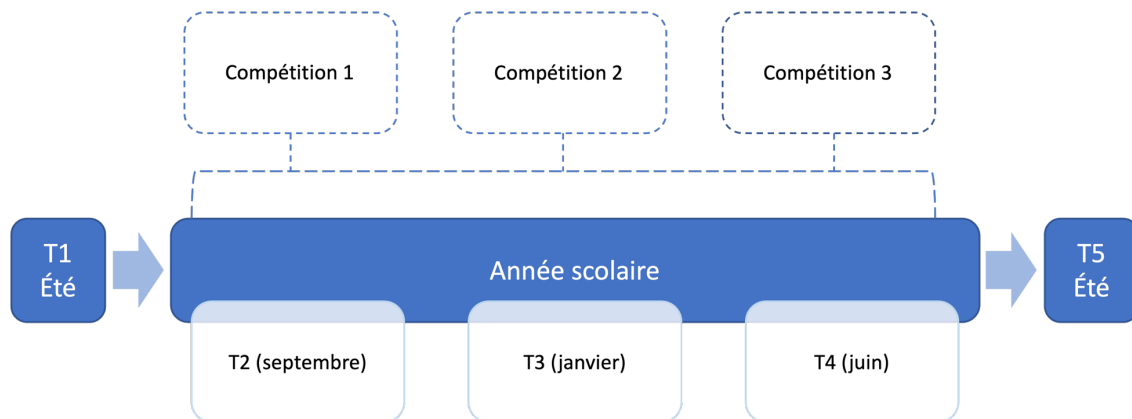 Compétition 1
Compétition 2
Compétition 3
T1
Été
Année scolaire
T5
Été
T2 (septembre)
T3 (janvier)
T4 (juin)